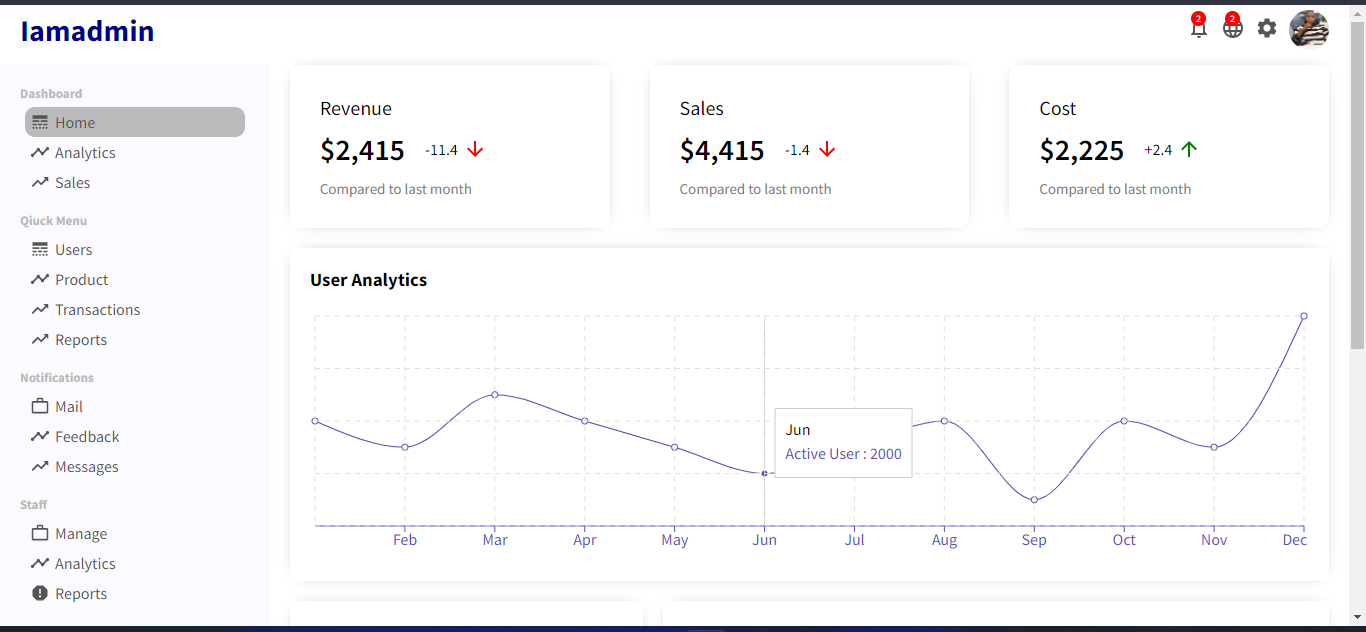 Iamadmin
2
2
Dashboard
Home
Analytics
Sales
Qiuck Menu
Users
Product
Transactions
Reports
Notifications
Mail
Feedback
Messages
Staff
Manage
Analytics
Reports
Revenue
$2,415 -11.4
Compared to last month
Sales
$4,415 -1.4
Compared to last month
Cost
$2,225 +2.4
Compared to last month
User Analytics
Jun
Active User : 2000
Feb Mar Apr May Jun Jul Aug Sep Oct Nov Dec